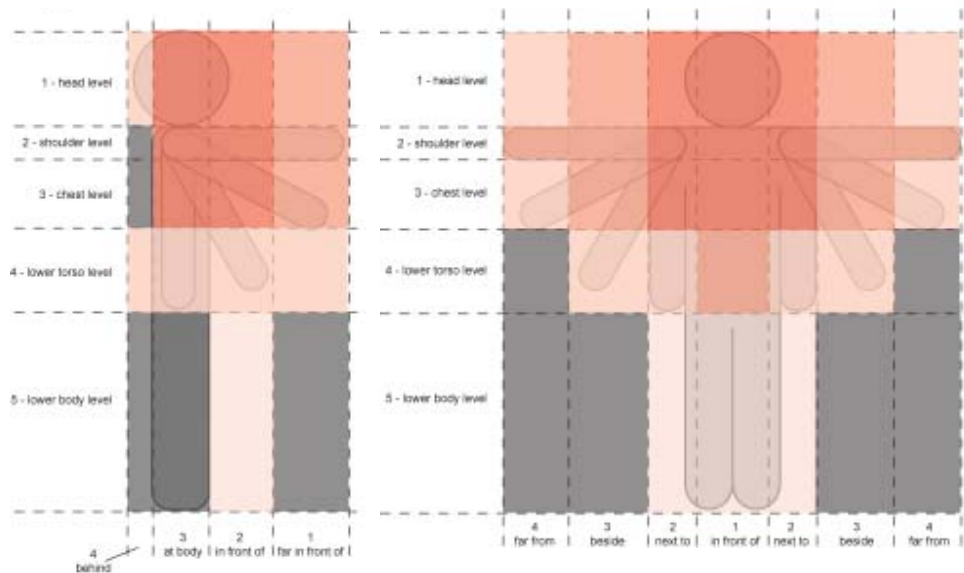 1 - head level
2 - shoulder level
3 - chest level
4 - lower torso level
5 - lower body level
4
behind
3
at body
2
in front of
1
far in front of
1 - head level
2 - shoulder level
3 - chest level
4 - lower torso level
5 - lower body level
4
far from
3
beside
2
next to
1
in front of
2
next to
3
beside
4
far from